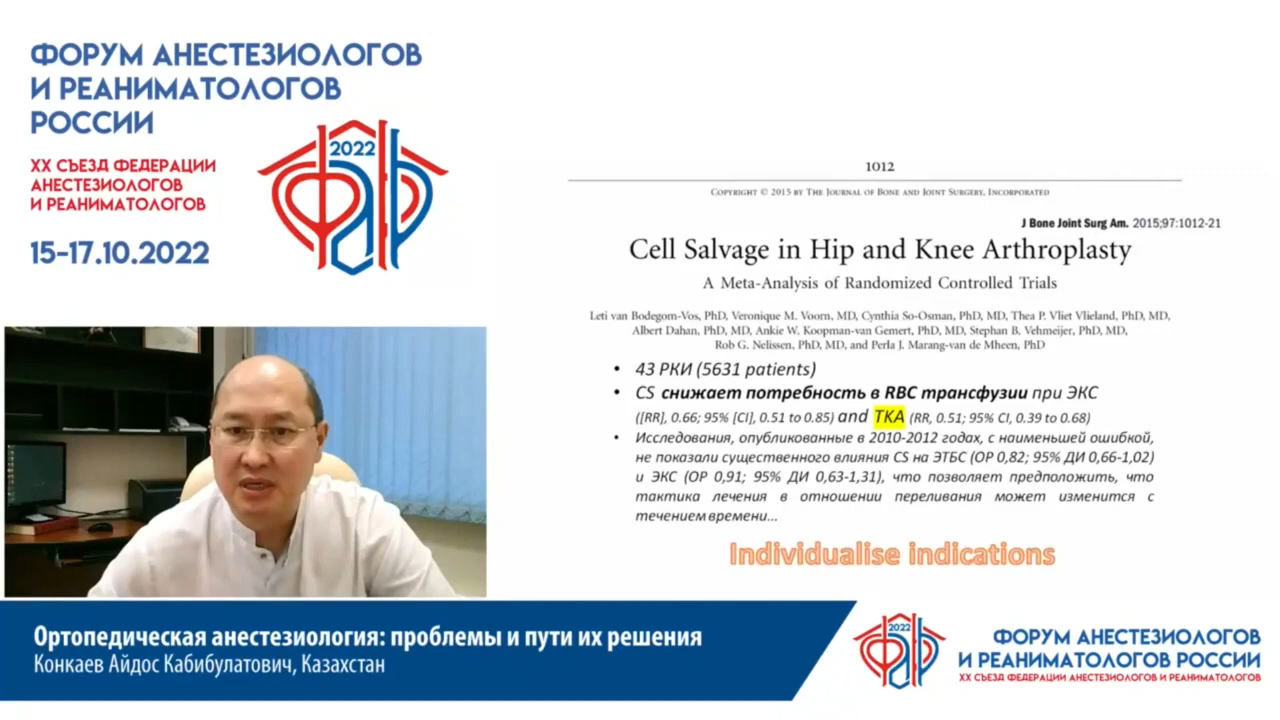 ФОРУМ АНЕСТЕЗИОЛОГОВ
И РЕАНИМАТОЛОГОВ
РОССИИ
XX СЪЕЗД ФЕДЕРАЦИИ
АНЕСТЕЗИОЛОГОВ
И РЕАНИМАТОЛОГОВ
15-17.10.2022
2022
ФАР
1012
COPYRIGHT © 2015 BY THE JOURNAL OF BONE AND JOINT SURGERY, INCORPORATED
J Bone Joint Surg Am. 2015;97:1012-21
Cell Salvage in Hip and Knee Arthroplasty
A Meta-Analysis of Randomized Controlled Trials
Leti van Bodegom-Vos, PhD, Veronique M. Voorn, MD, Cynthia So-Osman, PhD, MD, Thea P. Vliet Vlieland, PhD, MD,
Albert Dahan, PhD, MD, Ankie W. Koopman-van Gemert, PhD, MD, Stephan B. Vehmeijer, PhD, MD,
Rob G. Nelissen, PhD, MD, and Perla J. Marang-van de Mheen, PhD
• 43 РКИ (5631 patients)
• CS снижает потребность в RBC трансфузии при ЭКС
([RR], 0.66; 95% [CI], 0.51 to 0.85) and TKA (RR, 0.51; 95% CI, 0.39 to 0.68)
• Исследования, опубликованные в 2010-2012 годах, с наименьшей ошибкой,
не показали существенного влияния CS на ЭТБС (ОР 0,82; 95% ДИ 0,66-1,02)
и ЭКС (ОР 0,91; 95% ДИ 0,63-1,31), что позволяет предположить, что
тактика лечения в отношении переливания может изменится с
течением времени...
Individualise indications
Ортопедическая анестезиология: проблемы и пути их решения
Конкаев Айдос Кабибулатович, Казахстан
2022
ФАР
ФОРУМ АНЕСТЕЗИОЛОГОВ
И РЕАНИМАТОЛОГОВ РОССИИ
XX СЪЕЗД ФЕДЕРАЦИИ АНЕСТЕЗИОЛОГОВ И РЕАНИМАТОЛОГОВ